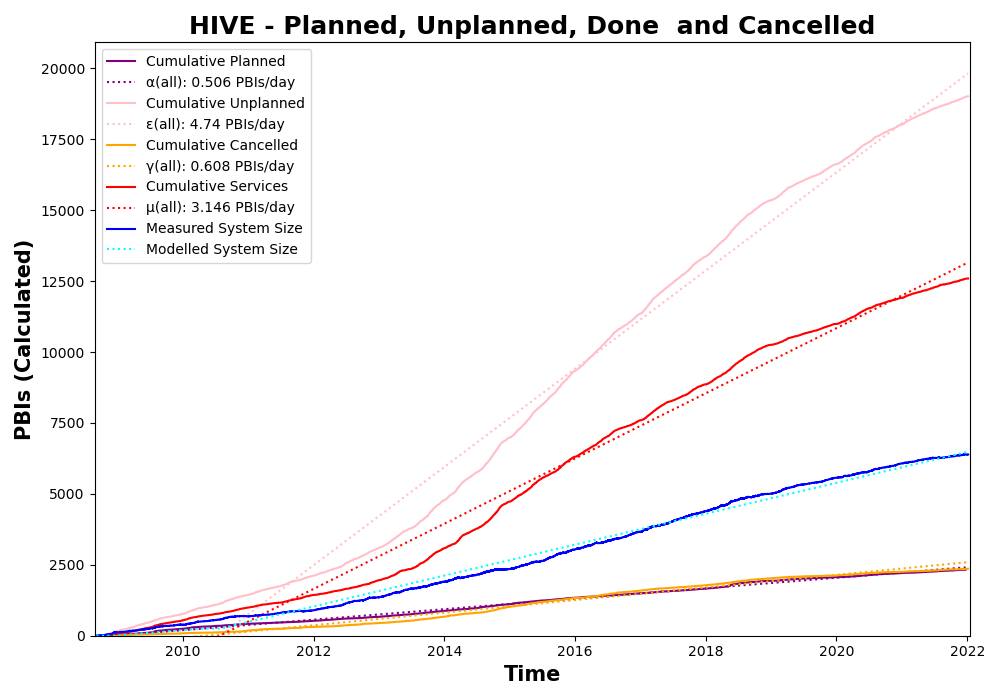 HIVE - Planned, Unplanned, Done  and Cancelled
PBIs (Calculated)
20000
17500
15000
12500
10000
7500
5000
2500
0
Cumulative Planned
α(all): 0.506 PBIs/day
Cumulative Unplanned
ε(all): 4.74 PBIs/day
Cumulative Cancelled
γ(all): 0.608 PBIs/day
Cumulative Services
μ(all): 3.146 PBIs/day
Measured System Size
Modelled System Size
2010 2012 2014 2016 2018 2020 2022
Time